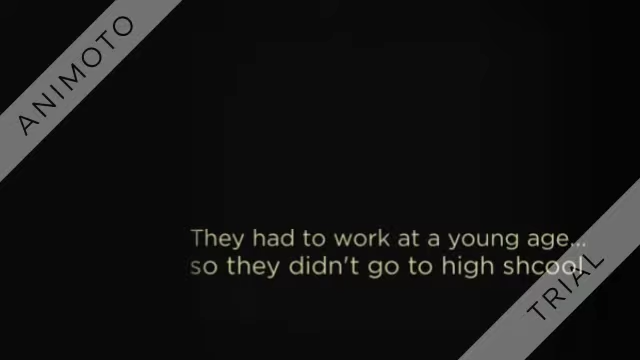 ANIMOTO
They had to work at a young age...
so they didn't go to high shcool
TRIAL